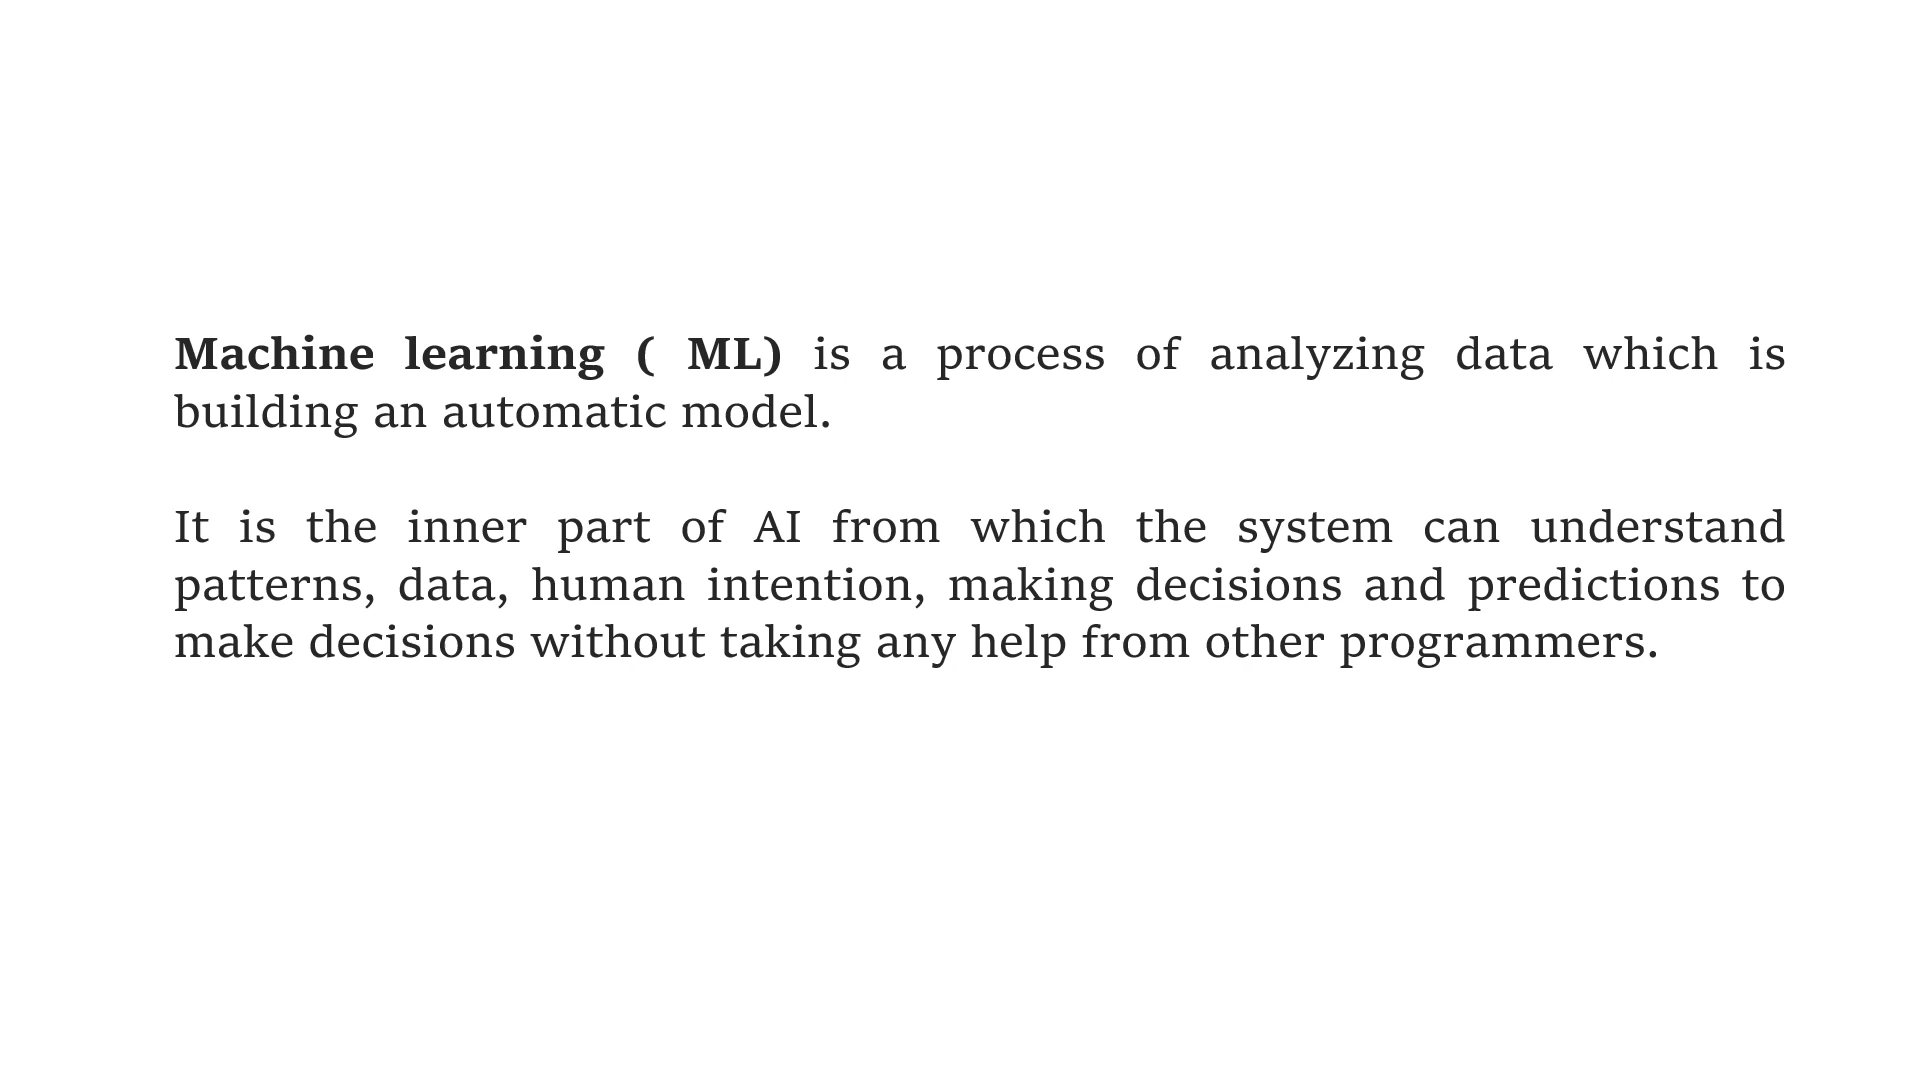 Machine learning ( ML) is a process of analyzing data which is
building an automatic model.
It is the inner part of AI from which the system can understand
patterns, data, human intention, making decisions and predictions to
make decisions without taking any help from other programmers.